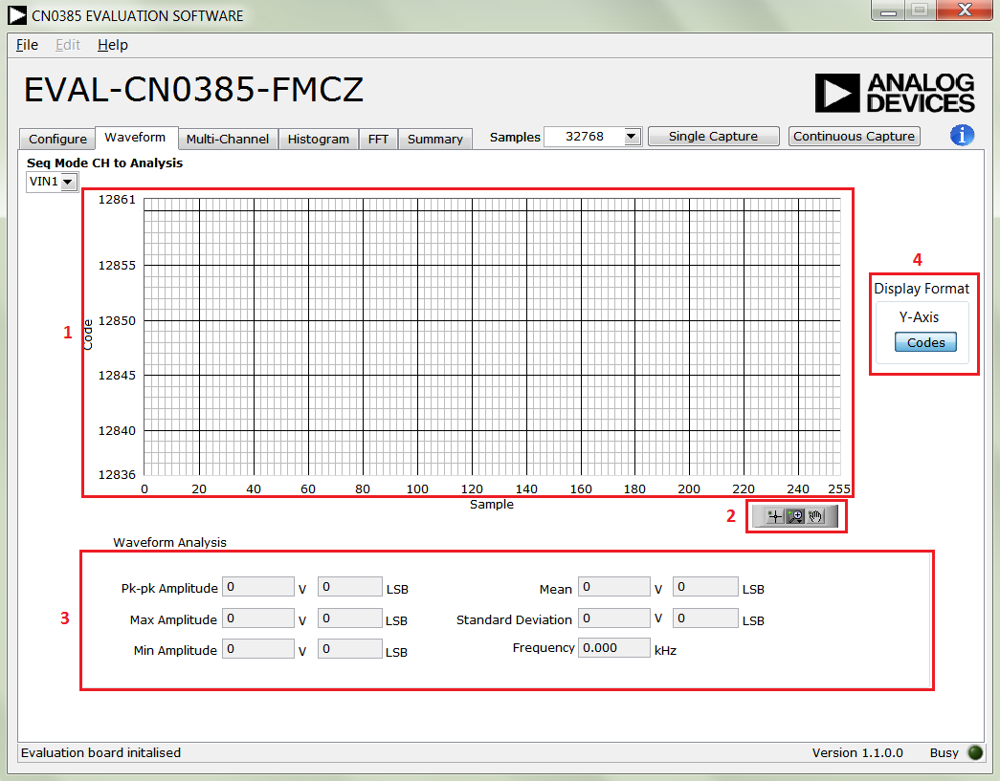 CN0385 EVALUATION SOFTWARE
File Edit Help
EVAL-CN0385-FMCZ
ANALOG
DEVICES
Configure Waveform Multi-Channel Histogram FFT Summary Samples 32768 Single Capture Continuous Capture i
Seq Mode CH to Analysis
VIN1
12861
12855
12850
12845
12840
12836
Code
1
0 20 40 60 80 100 120 140 160 180 200 220 240 255
Sample
4
Display Format
Y-Axis
Codes
2
Waveform Analysis
3
Pk-pk Amplitude 0 V 0 LSB Mean 0 V 0 LSB
Max Amplitude 0 V 0 LSB Standard Deviation 0 V 0 LSB
Min Amplitude 0 V 0 LSB Frequency 0.000 kHz
Evaluation board initalised Version 1.1.0.0 Busy